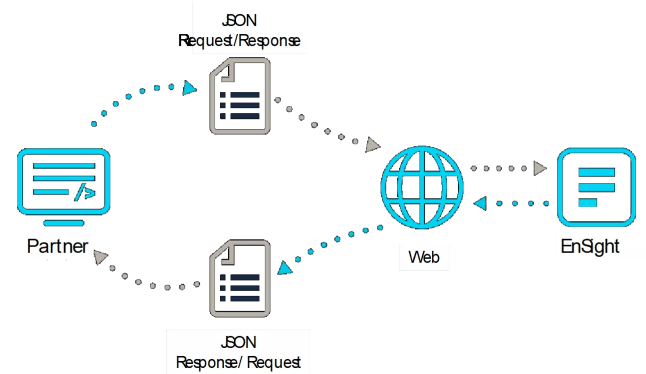 JSON
Request/Response
</>
Partner
Web
EnSight
JSON
Response/ Request